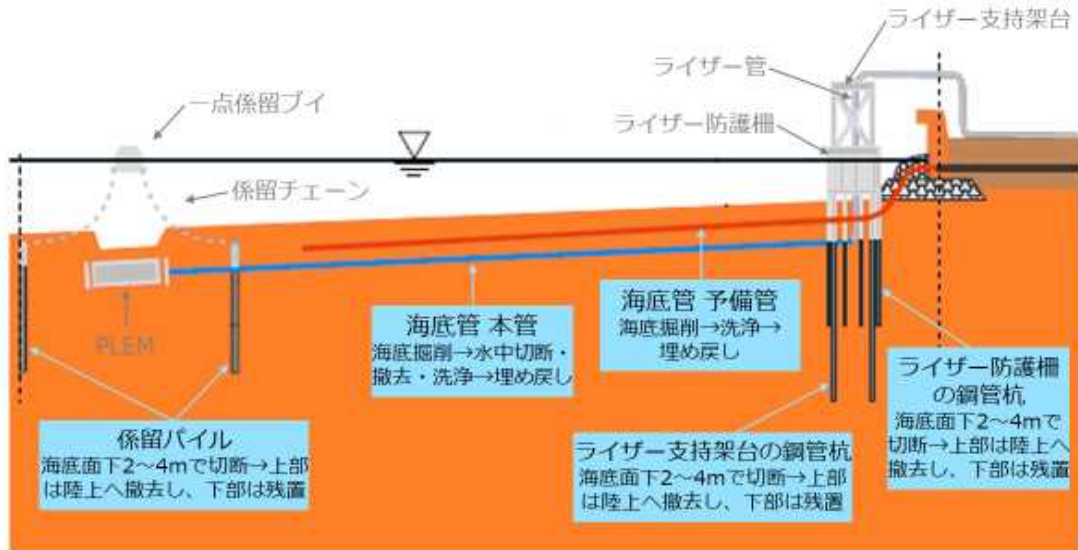 ライザー支持架台
ライザー管
一点係留ブイ
ライザー防護柵
係留チェーン
PLEM
海底管 本管
海底掘削→水中切断・
撤去・洗浄→埋め戻し
海底管 予備管
海底掘削→洗浄→
埋め戻し
ライザー防護柵
の鋼管杭
海底面下2～4mで
切断→上部は陸上へ
撤去し、下部は残置
係留パイル
海底面下2～4mで切断→上部
は陸上へ撤去し、下部は残置
ライザー支持架台の鋼管杭
海底面下2～4mで切断→上部
は陸上へ撤去し、下部は残置